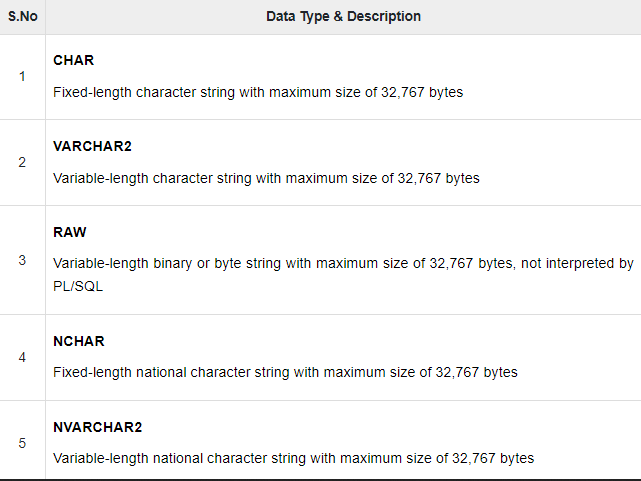 S.No Data Type & Description
1
CHAR
Fixed-length character string with maximum size of 32,767 bytes
2
VARCHAR2
Variable-length character string with maximum size of 32,767 bytes
3
RAW
Variable-length binary or byte string with maximum size of 32,767 bytes, not interpreted by
PL/SQL
4
NCHAR
Fixed-length national character string with maximum size of 32,767 bytes
5
NVARCHAR2
Variable-length national character string with maximum size of 32,767 bytes